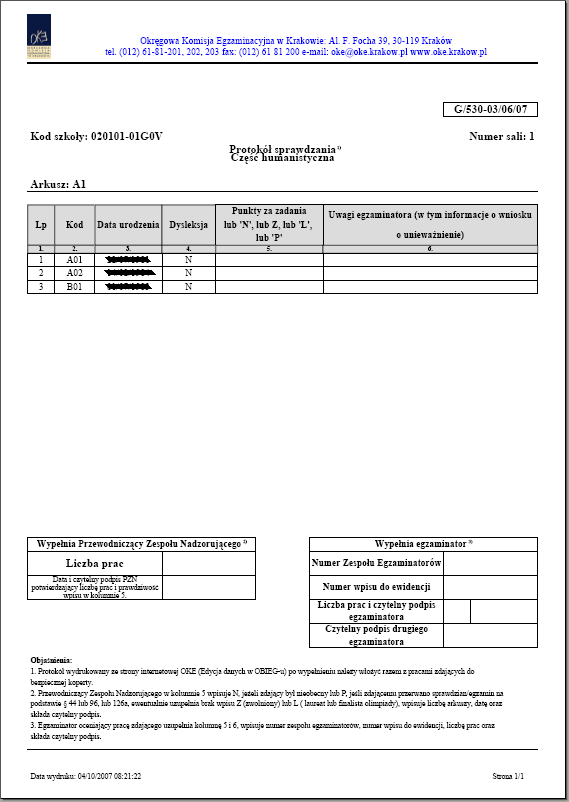 OKE
Okręgowa Komisja Egzaminacyjna w Krakowie: Al. F. Focha 39, 30-119 Kraków
tel. (012) 61-81-201, 202, 203 fax: (012) 61 81 200 e-mail: oke@oke.krakow.pl www.oke.krakow.pl
G/530-03/06/07
Kod szkoły: 020101-01G0V Numer sali: 1
Protokół sprawdzania 1)
Część humanistyczna
Arkusz: A1
Lp Kod Data urodzenia Dysleksja Punkty za zadania lub 'N', lub Z, lub 'L', lub 'P' Uwagi egzaminatora (w tym informacje o wniosku o unieważnienie)
1. 2. 3. 4. 5. 6.
1 A01 N
2 A02 N
3 B01 N
Wypełnia Przewodniczący Zespołu Nadzorującego 2)
Liczba prac
Data i czytelny podpis PZN
potwierdzający liczbę prac i prawdziwość
wpisu w kolumnie 5.
Wypełnia egzaminator 3)
Numer Zespołu Egzaminatorów
Numer wpisu do ewidencji
Liczba prac i czytelny podpis
egzaminatora
Czytelny podpis drugiego
egzaminatora
Objaśnienia:
1. Protokół wydrukowany ze strony internetowej OKE (Edycja danych w OBIEG-u) po wypełnieniu należy włożyć razem z pracami zdających do
bezpiecznej koperty.
2. Przewodniczący Zespołu Nadzorującego w kolumnie 5 wpisuje N, jeżeli zdający był nieobecny lub P, jeśli zdającemu przerwano sprawdzian/egzamin na
podstawie § 44 lub 96, lub 126a, ewentualnie uzupełnia brak wpisu Z (zwolniony) lub L ( laureat lub finalista olimpiady), wpisuje liczbę arkuszy, datę oraz
składa czytelny podpis.
3. Egzaminator oceniający pracę zdającego uzupełnia kolumnę 5 i 6, wpisuje numer zespołu egzaminatorów, numer wpisu do ewidencji, liczbę prac oraz
składa czytelny podpis.
Data wydruku: 04/10/2007 08:21:22 Strona 1/1